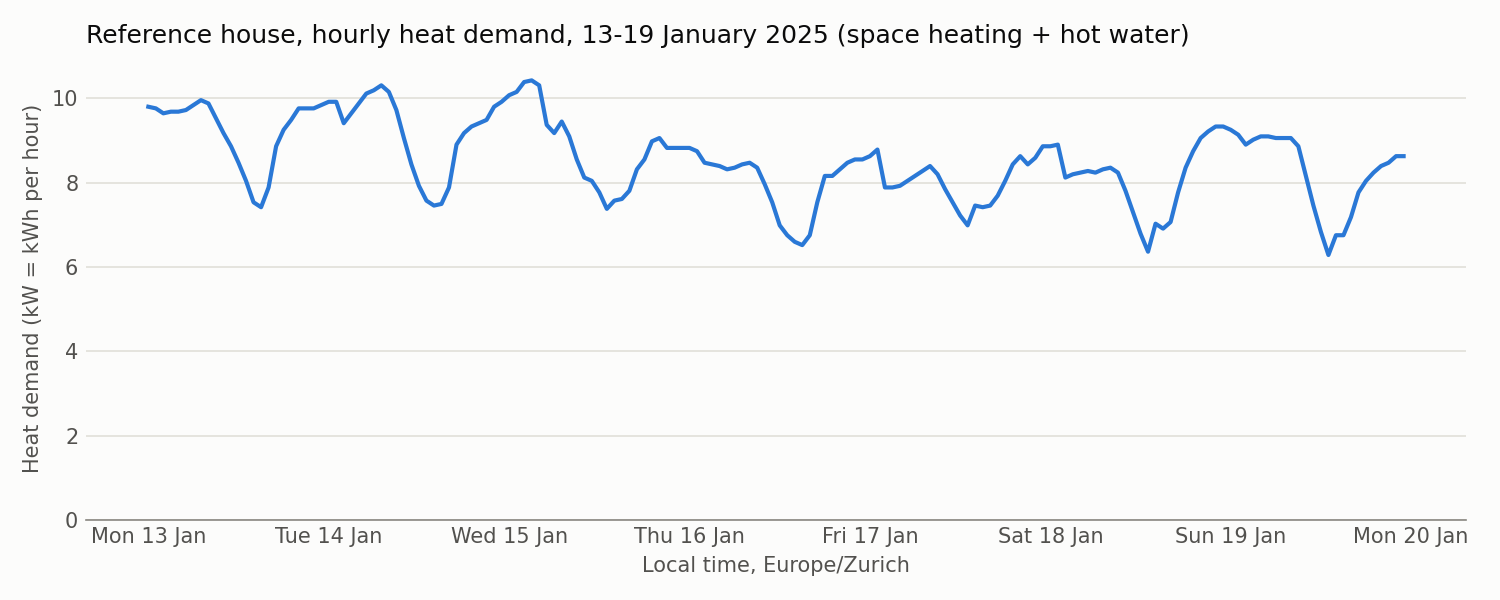 Reference house, hourly heat demand, 13-19 January 2025 (space heating + hot water)
Heat demand (kW = kWh per hour)
10
8
6
4
2
0
Mon 13 Jan
Tue 14 Jan
Wed 15 Jan
Thu 16 Jan
Fri 17 Jan
Sat 18 Jan
Sun 19 Jan
Mon 20 Jan
Local time, Europe/Zurich